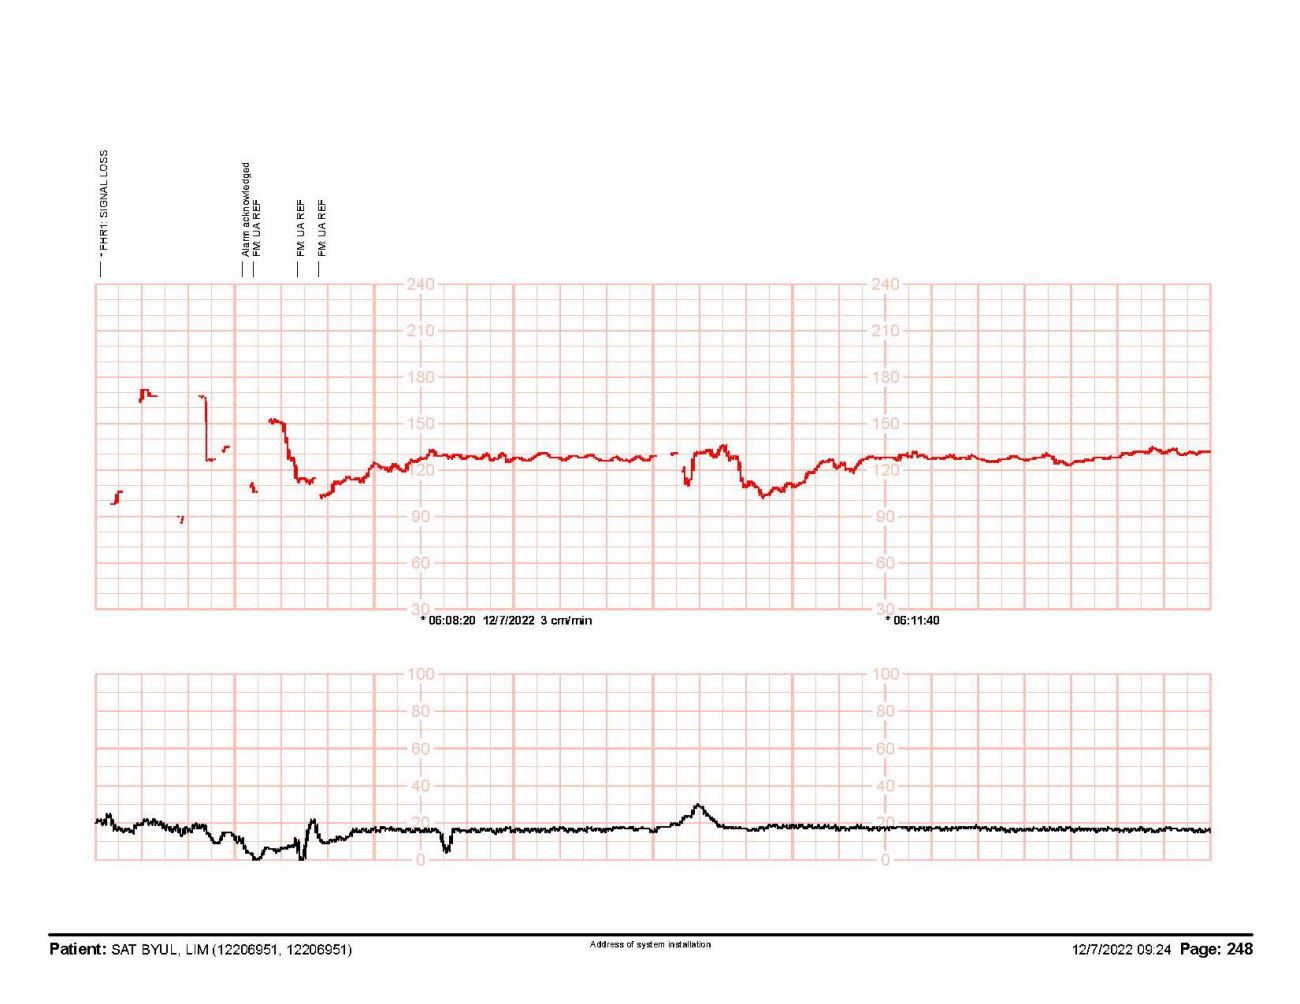 * FHR1: SIGNAL LOSS
Alarm acknowledged
FM: UA REF
FM: UA REF
FM: UA REF
240 240
210 210
180 180
150 150
120 120
90 90
60 60
30 30
* 06:08:20 12/7/2022 3 cm/min * 06:11:40
100 100
80 80
60 60
40 40
20 20
0 0
Patient: SAT BYUL, LIM (12206951, 12206951) Address of system installation 12/7/2022 09:24 Page: 248